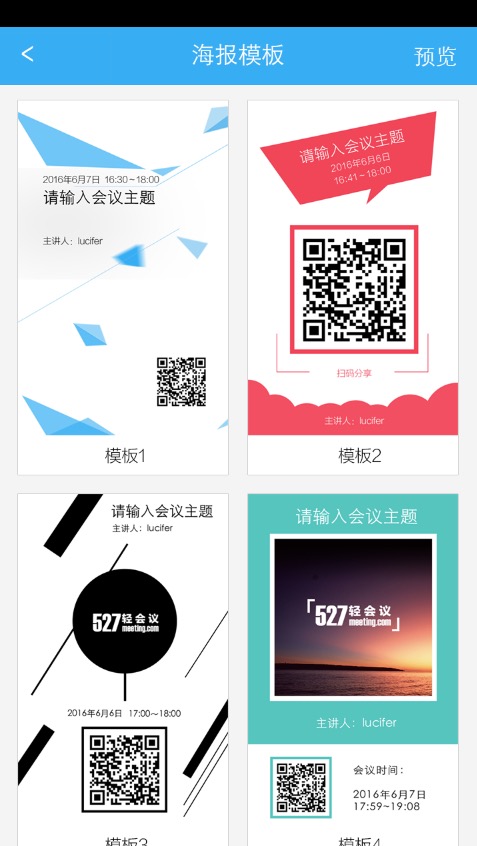 <
海报模板
预览
2016年6月7日 16:30~18:00
请输入会议主题
主讲人：lucifer
模板1
请输入会议主题
2016年6月6日
16:41~18:00
扫码分享
主讲人：lucifer
模板2
请输入会议主题
主讲人：lucifer
527轻会议
meeting.com
2016年6月6日 17:00~18:00
模板3
请输入会议主题
「527轻会议
meeting.com」
主讲人：lucifer
会议时间：
2016年6月7日
17:59~19:08
模板4